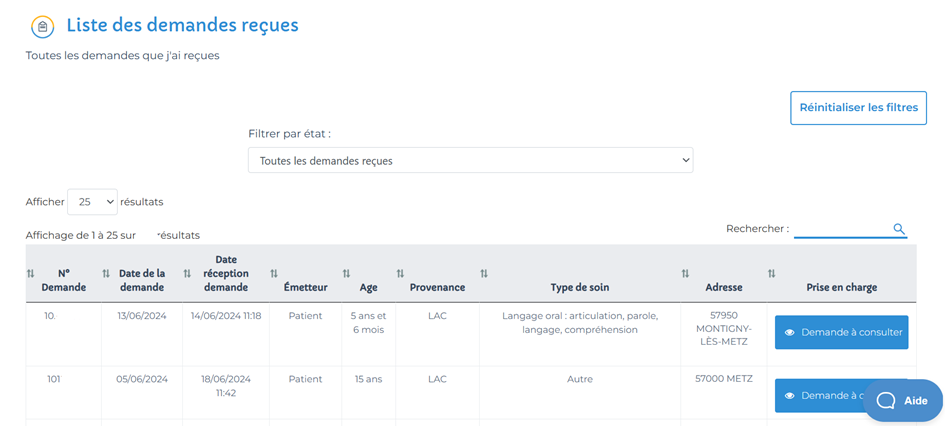 Liste des demandes reçues
Toutes les demandes que j'ai reçues
Réinitialiser les filtres
Filtrer par état :
Toutes les demandes reçues
Afficher 25 résultats
Rechercher :
Affichage de 1 à 25 sur résultats
N° Demande
Date de la demande
Date réception demande
Émetteur
Age
Provenance
Type de soin
Adresse
Prise en charge
10
13/06/2024
14/06/2024 11:18
Patient
5 ans et 6 mois
LAC
Langage oral : articulation, parole,
langage, compréhension
57950
MONTIGNY-
LÈS-METZ
Demande à consulter
101
05/06/2024
18/06/2024
11:42
Patient
15 ans
LAC
Autre
57000 METZ
Demande à
Aide